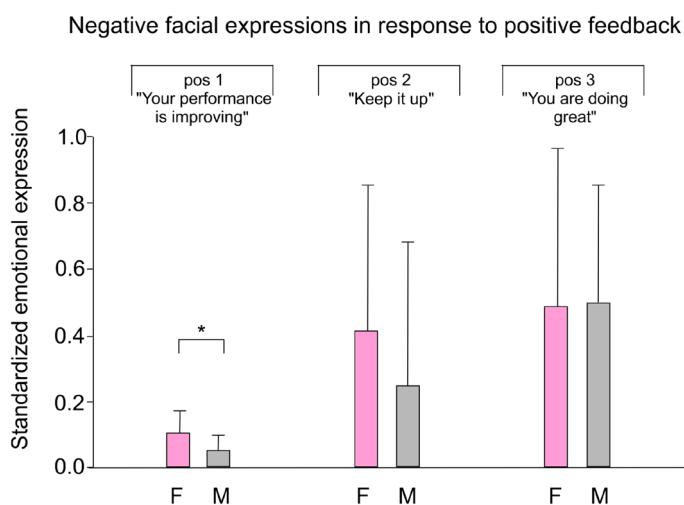 Negative facial expressions in response to positive feedback
pos 1
"Your performance
is improving"
pos 2
"Keep it up"
pos 3
"You are doing
great"
Standardized emotional expression
1.0
0.8
0.6
0.4
0.2
0.0
*
F M F M F M